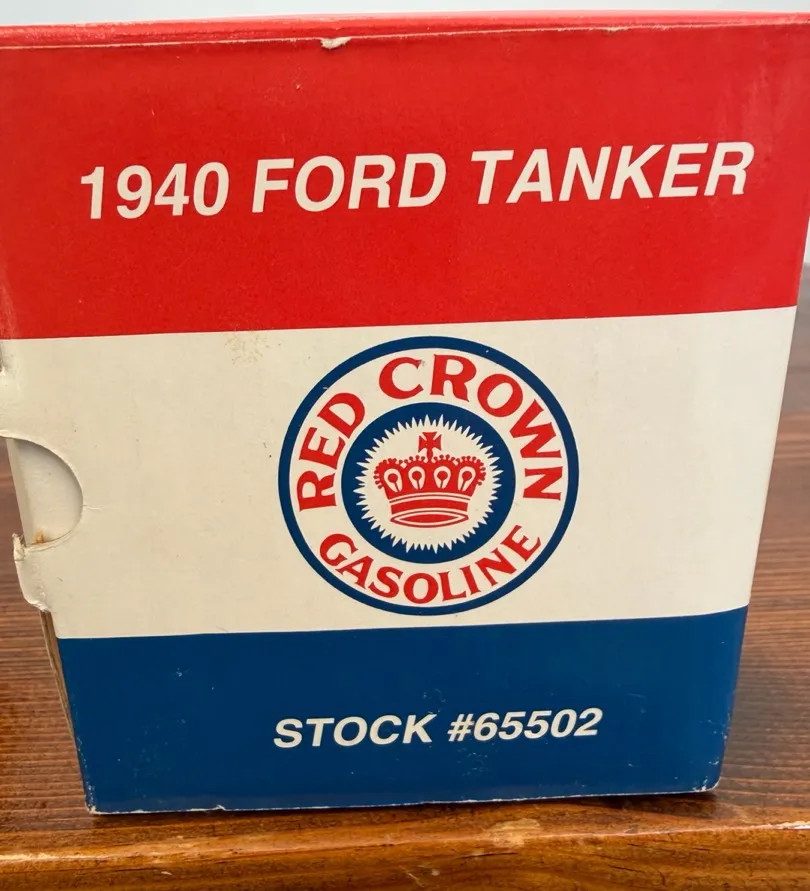 1940 FORD TANKER
RED CROWN
GASOLINE
STOCK #65502